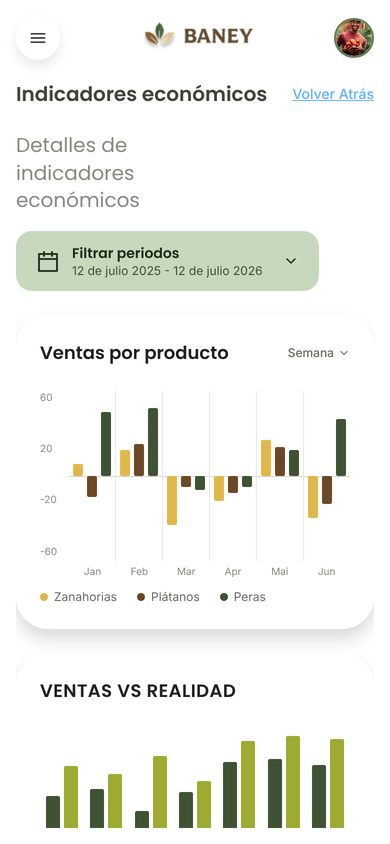 BANEY
Indicadores económicos
Volver Atrás
Detalles de
indicadores
económicos
Filtrar periodos
12 de julio 2025 - 12 de julio 2026
Ventas por producto
Semana
60
20
-20
-60
Jan
Feb
Mar
Apr
Mai
Jun
Zanahorias
Plátanos
Peras
VENTAS VS REALIDAD